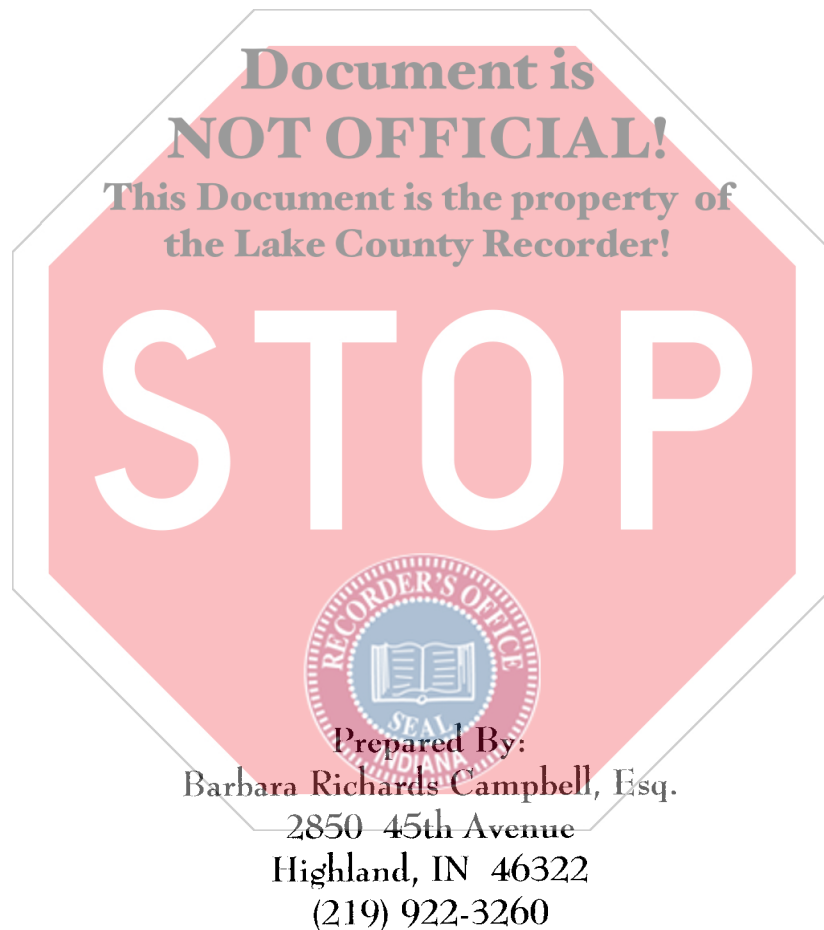 Document is
NOT OFFICIAL!
This Document is the property of
the Lake County Recorder!
STOP
RECORDER'S OFFICE
SEAL
INDIANA
Prepared By:
Barbara Richards Campbell, Esq.
2850 45th Avenue
Highland, IN 46322
(219) 922-3260